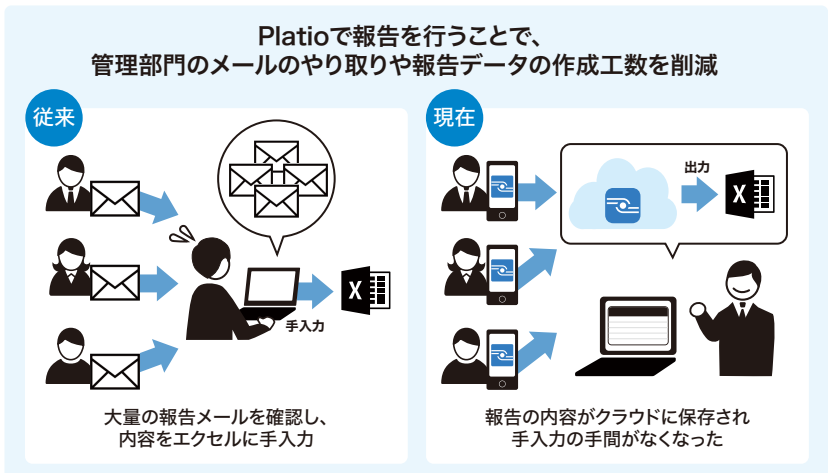 Platioで報告を行うことで、
管理部門のメールのやり取りや報告データの作成工数を削減
従来
手入力
X
大量の報告メールを確認し、
内容をエクセルに手入力
現在
出力
X
報告の内容がクラウドに保存され
手入力の手間がなくなった